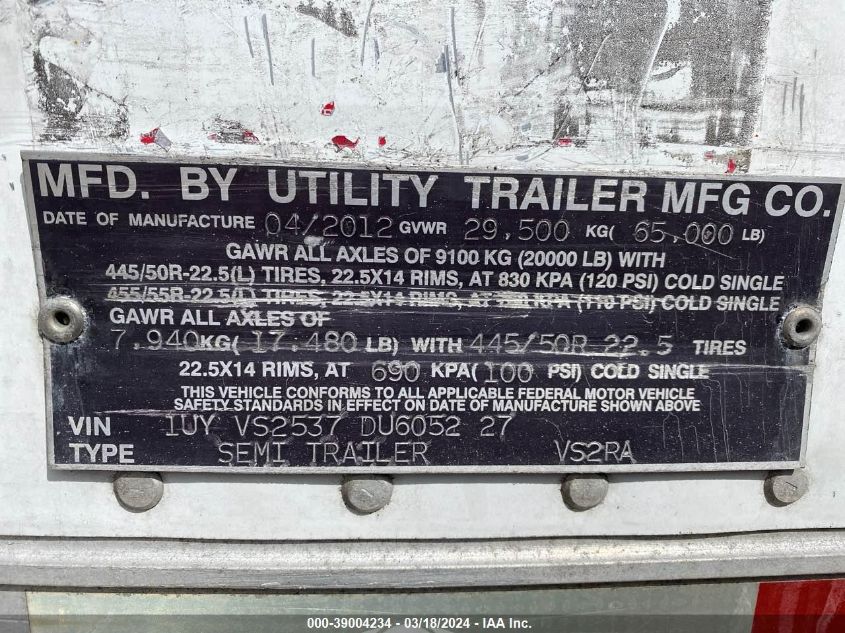 MFD. BY UTILITY TRAILER MFG CO.
DATE OF MANUFACTURE 04/2012 GVWR 29,500 KG( 65,000 LB)
GAWR ALL AXLES OF 9100 KG (20000 LB) WITH
445/50R-22.5(L) TIRES, 22.5X14 RIMS, AT 830 KPA (120 PSI) COLD SINGLE
455/55R-22.5(L) TIRES, 22.5X14 RIMS, AT KPA (110 PSI) COLD SINGLE
GAWR ALL AXLES OF
7,940KG( 17,480 LB) WITH 445/50R 22.5 TIRES
22.5X14 RIMS, AT 690 KPA( 100 PSI) COLD SINGLE
THIS VEHICLE CONFORMS TO ALL APPLICABLE FEDERAL MOTOR VEHICLE
SAFETY STANDARDS IN EFFECT ON DATE OF MANUFACTURE SHOWN ABOVE
VIN 1UY VS2537 DU6052 27
TYPE SEMI TRAILER VS2RA
000-39004234 - 03/18/2024 - IAA Inc.